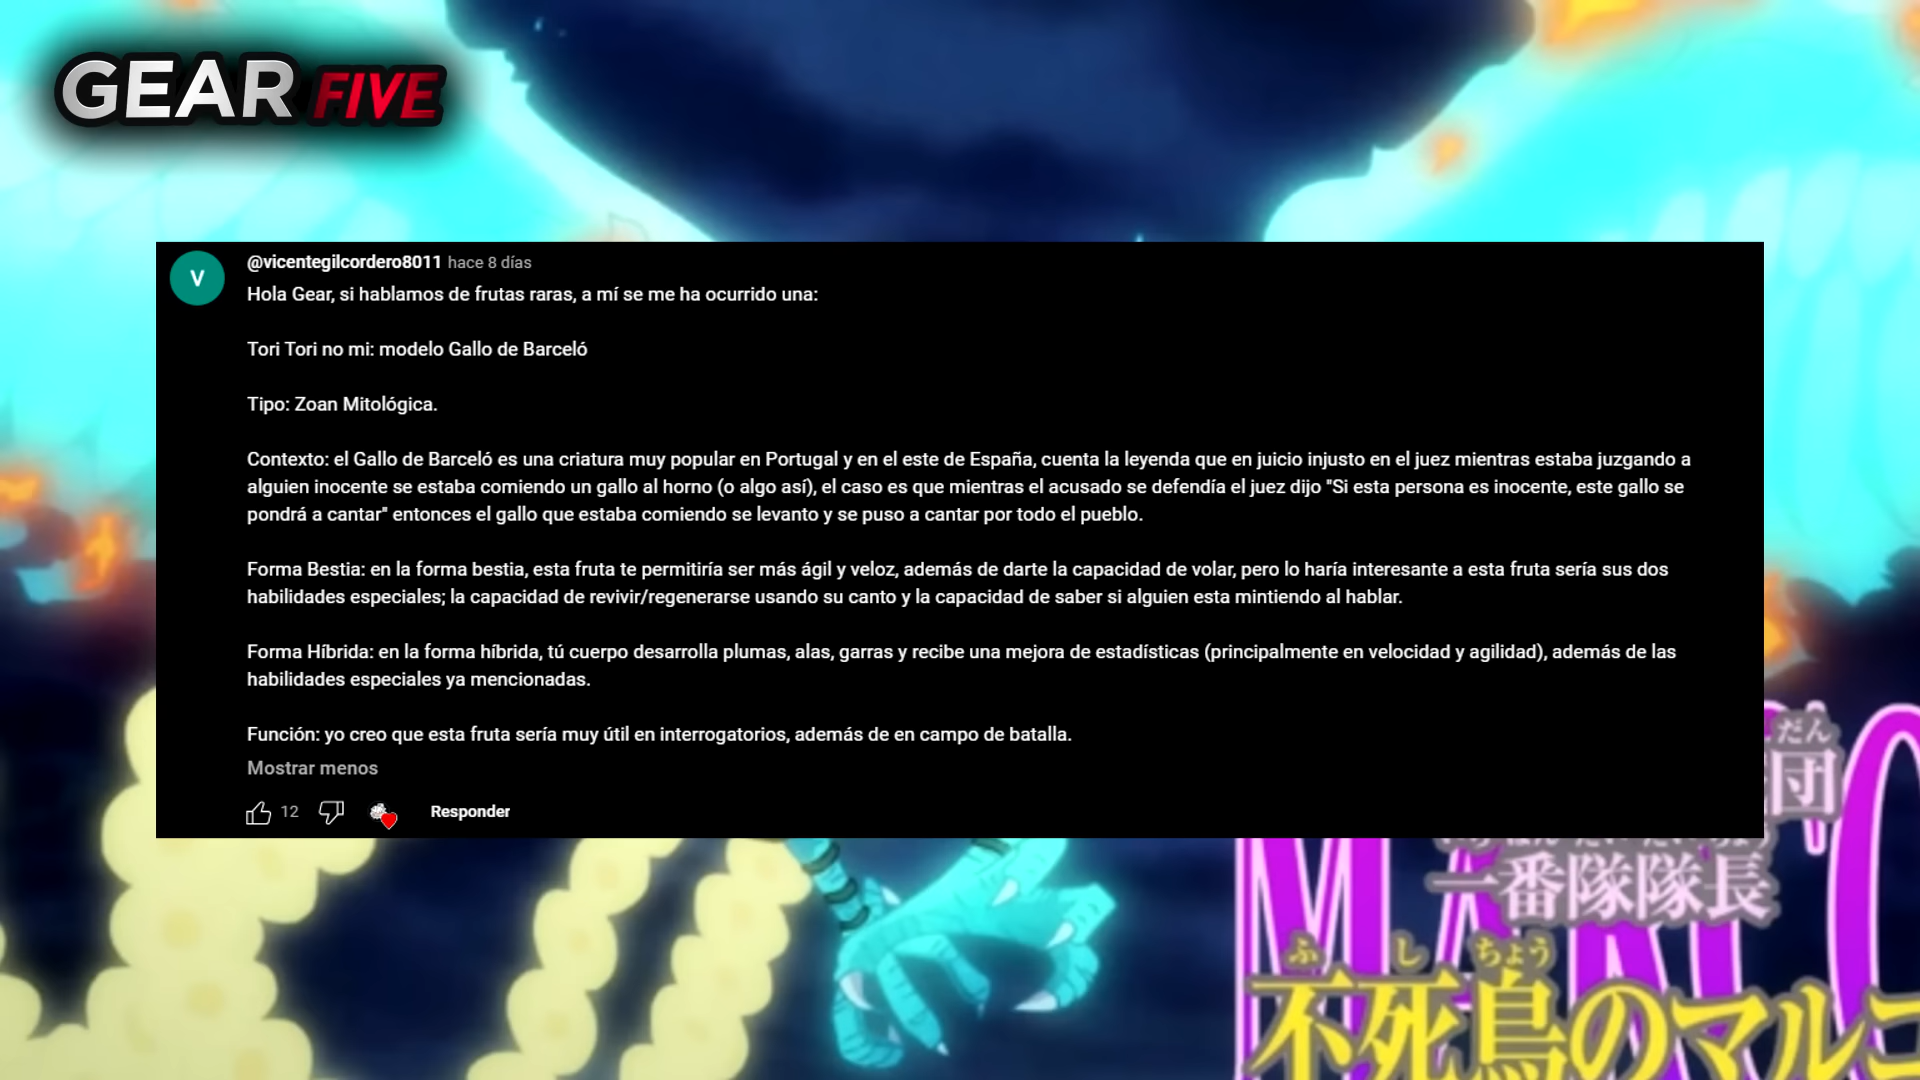 GEAR FIVE
V
@vicentegilcordero8011 hace 8 días
Hola Gear, si hablamos de frutas raras, a mí se me ha ocurrido una:
Tori Tori no mi: modelo Gallo de Barceló
Tipo: Zoan Mitológica.
Contexto: el Gallo de Barceló es una criatura muy popular en Portugal y en el este de España, cuenta la leyenda que en juicio injusto en el juez mientras estaba juzgando a
alguien inocente se estaba comiendo un gallo al horno (o algo así), el caso es que mientras el acusado se defendía el juez dijo "Si esta persona es inocente, este gallo se
pondrá a cantar" entonces el gallo que estaba comiendo se levanto y se puso a cantar por todo el pueblo.
Forma Bestia: en la forma bestia, esta fruta te permitiría ser más ágil y veloz, además de darte la capacidad de volar, pero lo haría interesante a esta fruta sería sus dos
habilidades especiales; la capacidad de revivir/regenerarse usando su canto y la capacidad de saber si alguien esta mintiendo al hablar.
Forma Híbrida: en la forma híbrida, tú cuerpo desarrolla plumas, alas, garras y recibe una mejora de estadísticas (principalmente en velocidad y agilidad), además de las
habilidades especiales ya mencionadas.
Función: yo creo que esta fruta sería muy útil en interrogatorios, además de en campo de batalla.
Mostrar menos
12 Responder
だん
団
一番隊隊長
ふ し ちょう
不死鳥のマルコ